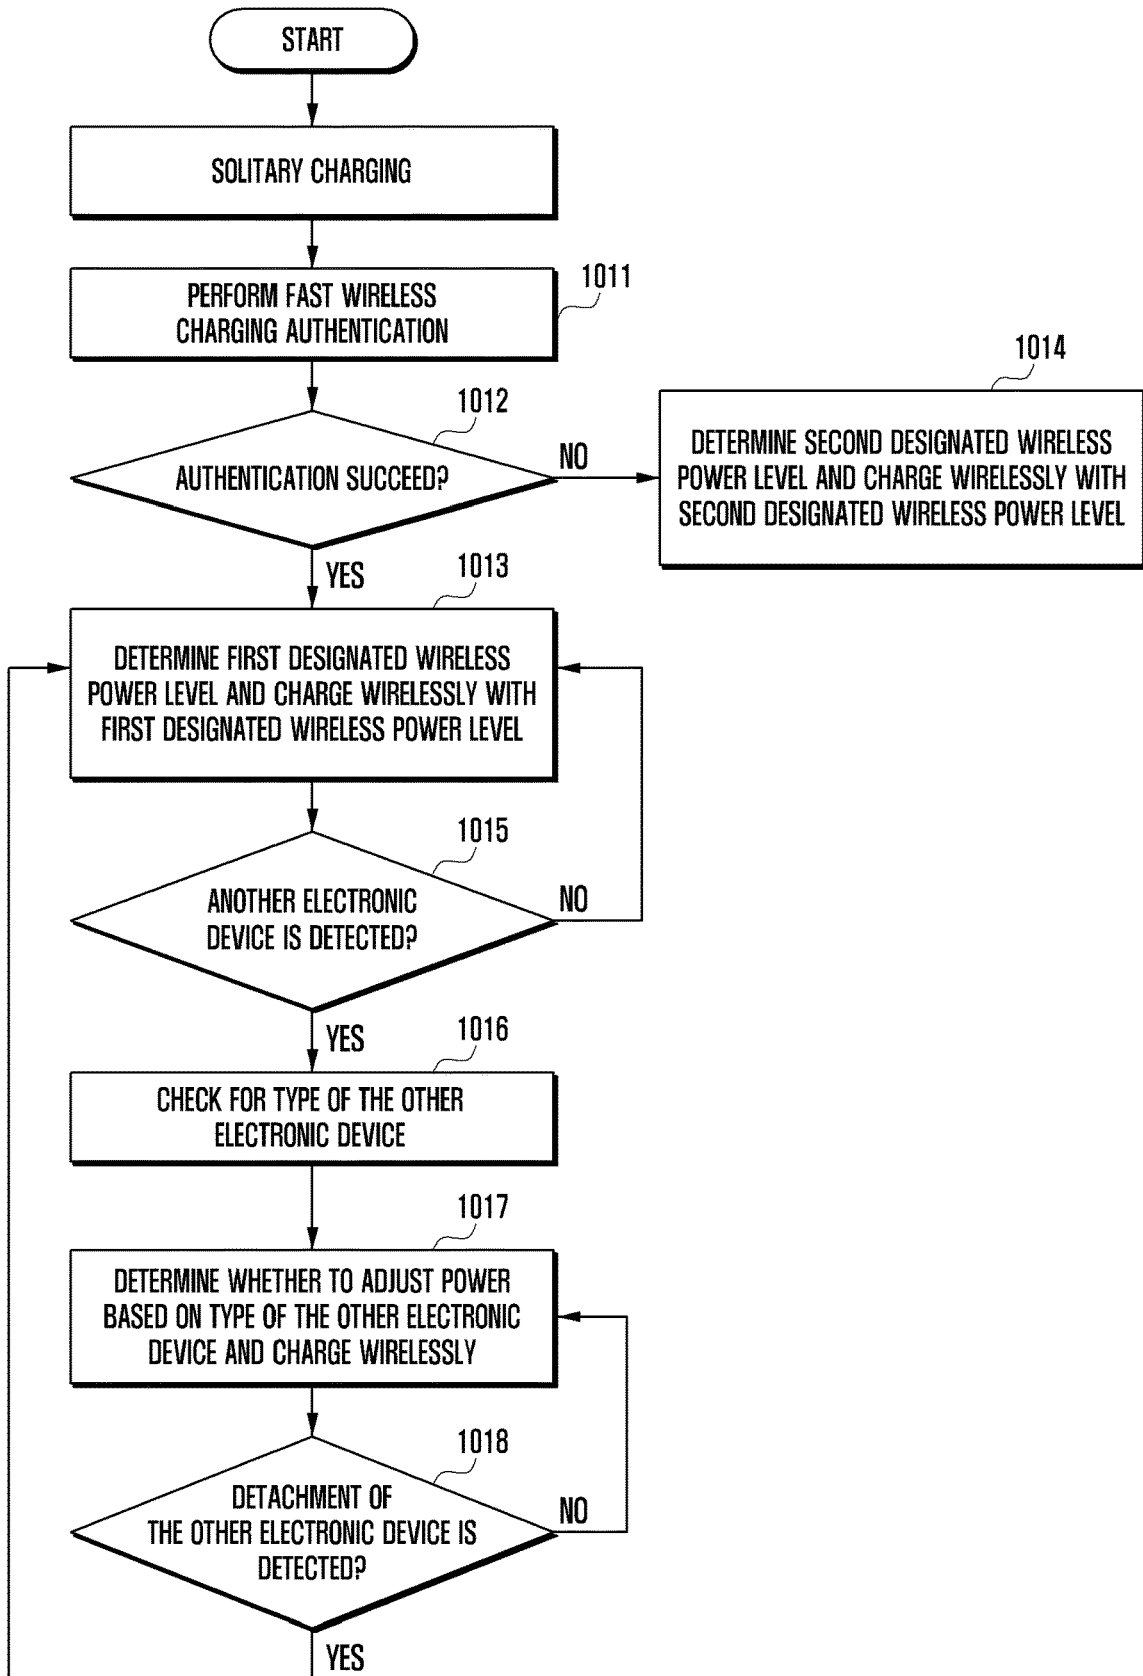 START
SOLITARY CHARGING
1011
PERFORM FAST WIRELESS
CHARGING AUTHENTICATION
1012
AUTHENTICATION SUCCEED?
NO
1014
DETERMINE SECOND DESIGNATED WIRELESS
POWER LEVEL AND CHARGE WIRELESSLY WITH
SECOND DESIGNATED WIRELESS POWER LEVEL
YES
1013
DETERMINE FIRST DESIGNATED WIRELESS
POWER LEVEL AND CHARGE WIRELESSLY WITH
FIRST DESIGNATED WIRELESS POWER LEVEL
1015
ANOTHER ELECTRONIC
DEVICE IS DETECTED?
NO
YES
1016
CHECK FOR TYPE OF THE OTHER
ELECTRONIC DEVICE
1017
DETERMINE WHETHER TO ADJUST POWER
BASED ON TYPE OF THE OTHER ELECTRONIC
DEVICE AND CHARGE WIRELESSLY
1018
DETACHMENT OF
THE OTHER ELECTRONIC DEVICE IS
DETECTED?
NO
YES